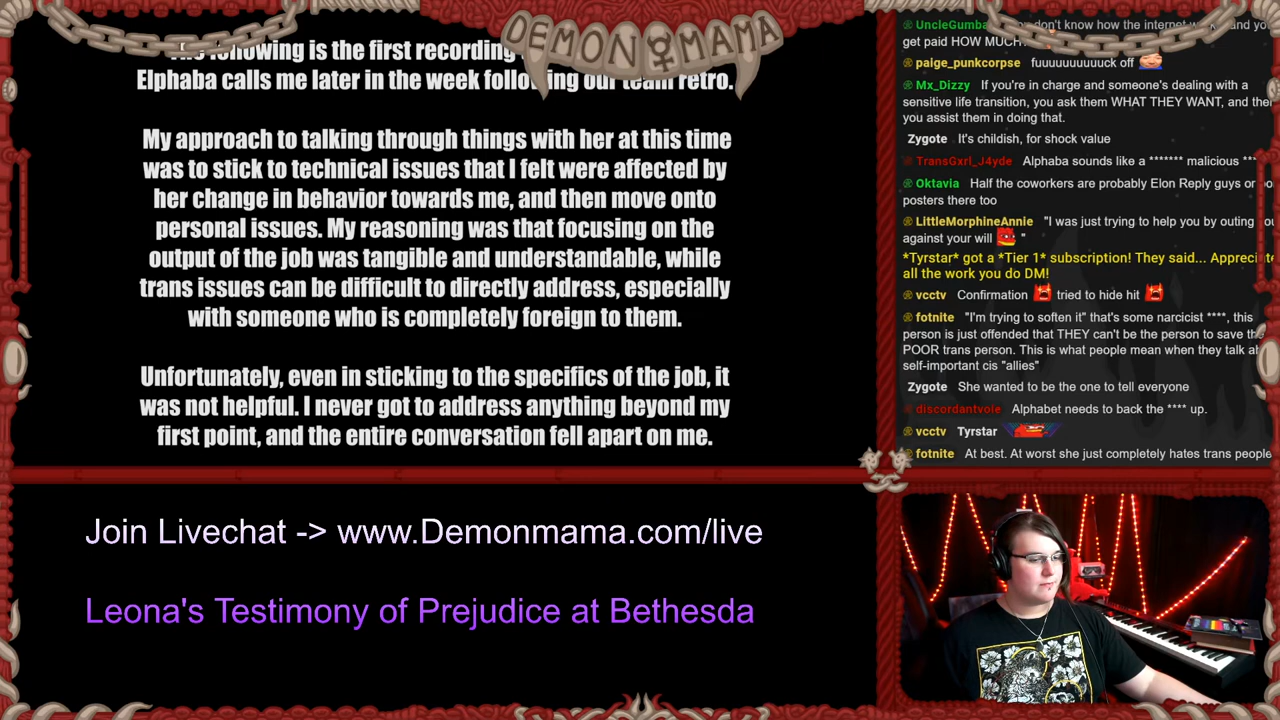 DEMON MAMA
following is the first recording
Elphaba calls me later in the week following our team retro.
My approach to talking through things with her at this time
was to stick to technical issues that I felt were affected by
her change in behavior towards me, and then move onto
personal issues. My reasoning was that focusing on the
output of the job was tangible and understandable, while
trans issues can be difficult to directly address, especially
with someone who is completely foreign to them.
Unfortunately, even in sticking to the specifics of the job, it
was not helpful. I never got to address anything beyond my
first point, and the entire conversation fell apart on me.
Join Livechat -> www.Demonmama.com/live
Leona's Testimony of Prejudice at Bethesda
UncleGumba don't know how the internet and
get paid HOW MUCH
paige_punkcorpse fuuuuuuuuuuck off
Mx_Dizzy If you're in charge and someone's dealing with a
sensitive life transition, you ask them WHAT THEY WANT, and the
you assist them in doing that.
Zygote It's childish, for shock value
TransGxrl_J4yde Alphaba sounds like a ******* malicious ***
Oktavia Half the coworkers are probably Elon Reply guys or
posters there too
LittleMorphineAnnie "I was just trying to help you by outing
against your will "
*Tyrstar* got a *Tier 1* subscription! They said... Appreci
all the work you do DM!
vcctv Confirmation tried to hide hit
fotnite "I'm trying to soften it" that's some narcicist ****, this
person is just offended that THEY can't be the person to save the
POOR trans person. This is what people mean when they talk ab
self-important cis "allies"
Zygote She wanted to be the one to tell everyone
discordantvole Alphabet needs to back the **** up.
vcctv Tyrstar
fotnite At best. At worst she just completely hates trans people